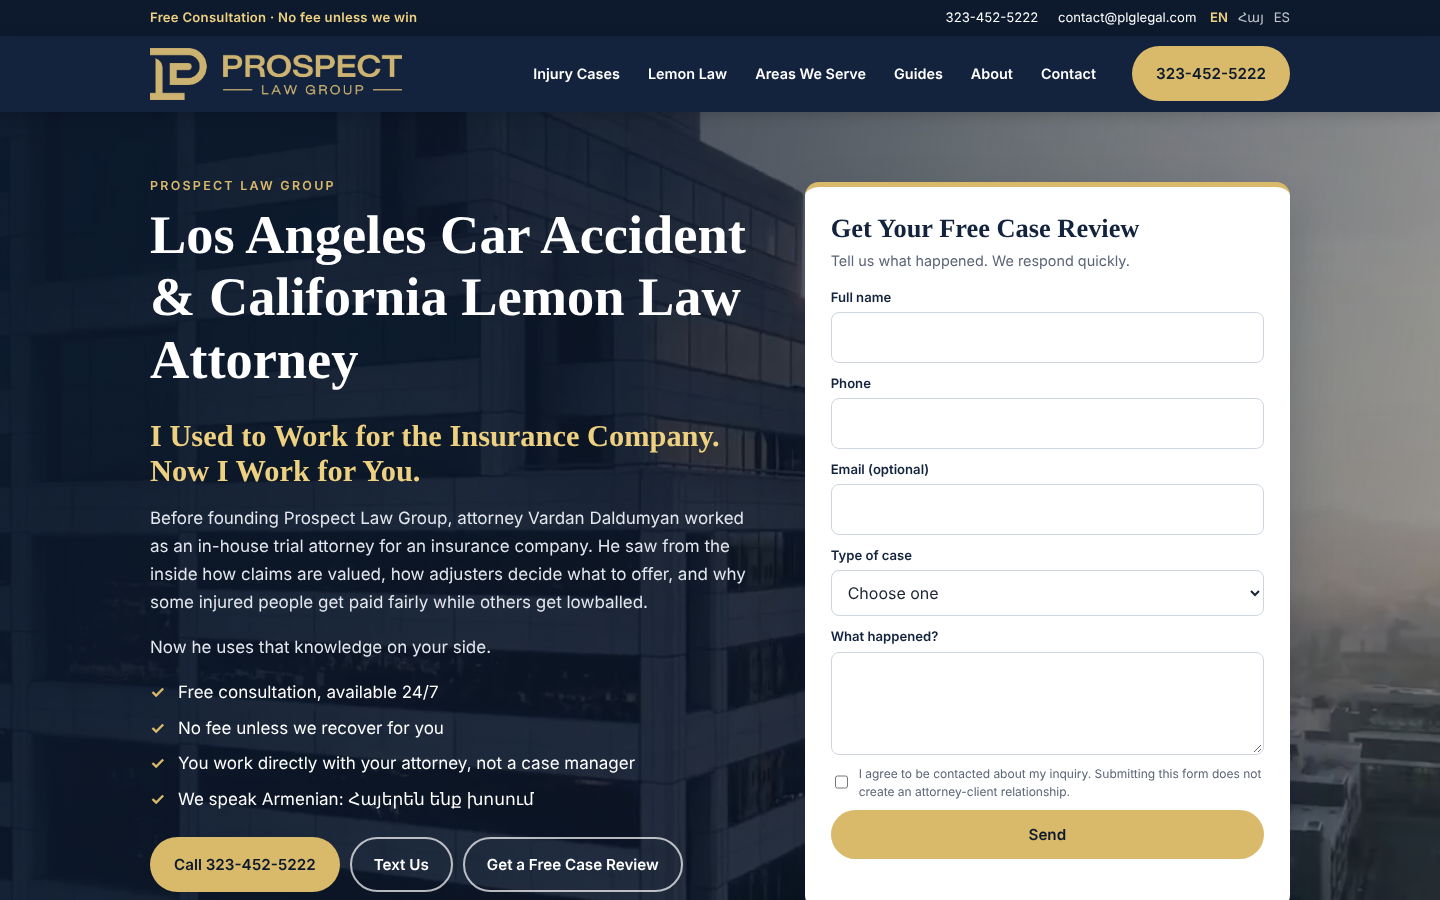 Free Consultation · No fee unless we win
323-452-5222 contact@plglegal.com EN Հայ ES
PROSPECT
LAW GROUP
Injury Cases Lemon Law Areas We Serve Guides About Contact 323-452-5222
PROSPECT LAW GROUP
Los Angeles Car Accident
& California Lemon Law
Attorney
I Used to Work for the Insurance Company.
Now I Work for You.
Before founding Prospect Law Group, attorney Vardan Daldumyan worked
as an in-house trial attorney for an insurance company. He saw from the
inside how claims are valued, how adjusters decide what to offer, and why
some injured people get paid fairly while others get lowballed.
Now he uses that knowledge on your side.
Free consultation, available 24/7
No fee unless we recover for you
You work directly with your attorney, not a case manager
We speak Armenian: Հայերեն ենք խոսում
Call 323-452-5222 Text Us Get a Free Case Review
Get Your Free Case Review
Tell us what happened. We respond quickly.
Full name
Phone
Email (optional)
Type of case
Choose one
What happened?
I agree to be contacted about my inquiry. Submitting this form does not
create an attorney-client relationship.
Send